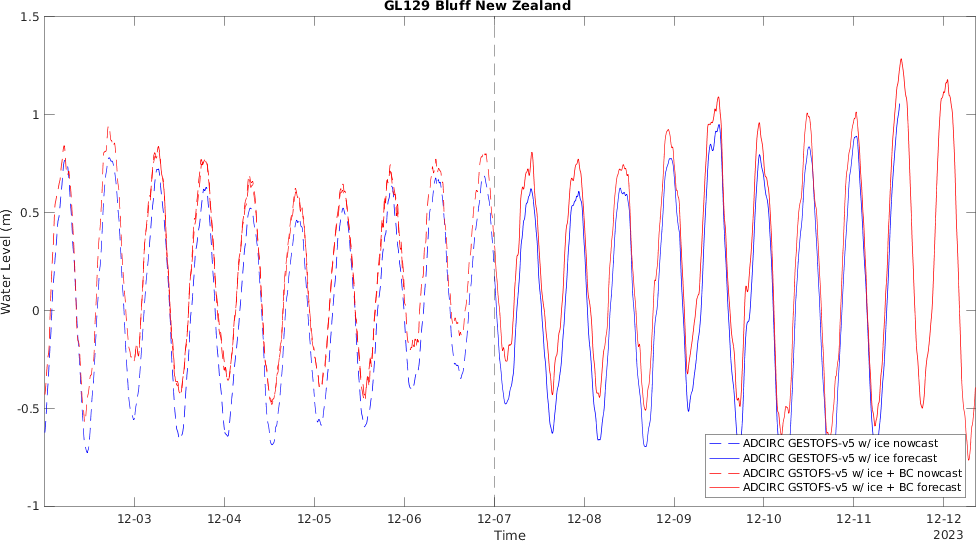 GL129 Bluff New Zealand
1.5
1
0.5
0
-0.5
-1
Water Level (m)
ADCIRC GESTOFS-v5 w/ ice nowcast
ADCIRC GESTOFS-v5 w/ ice forecast
ADCIRC GSTOFS-v5 w/ ice + BC nowcast
ADCIRC GSTOFS-v5 w/ ice + BC forecast
12-03 12-04 12-05 12-06 12-07 12-08 12-09 12-10 12-11 12-12
2023
Time